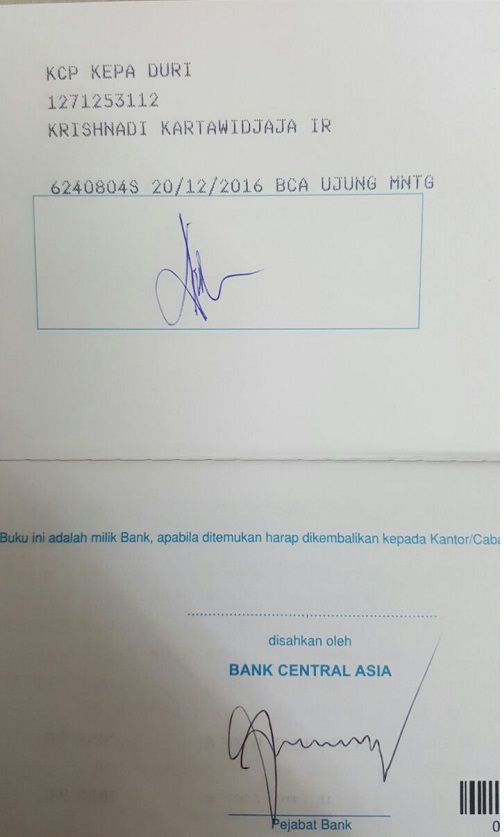 KCP KEPA DURI
1271253112
KRISHNADI KARTAWIDJAJA IR
6240804S 20/12/2016 BCA UJUNG MNTG
Buku ini adalah milik Bank, apabila ditemukan harap dikembalikan kepada Kantor/Caba
disahkan oleh
BANK CENTRAL ASIA
Pejabat Bank
0